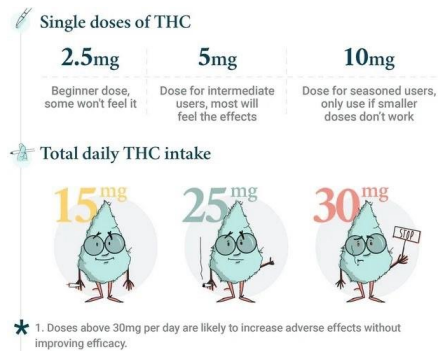 Single doses of THC
2.5mg
5mg
10mg
Beginner dose,
some won't feel it
Dose for intermediate
users, most will
feel the effects
Dose for seasoned users,
only use if smaller
doses don't work
Total daily THC intake
15mg
25mg
30mg
STOP
* 1. Doses above 30mg per day are likely to increase adverse effects without
improving efficacy.